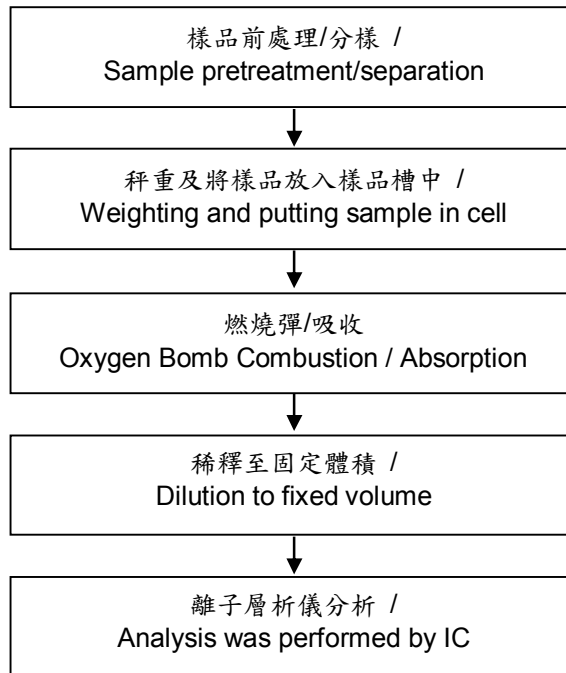 樣品前處理/分樣 /
Sample pretreatment/separation
秤重及將樣品放入樣品槽中 /
Weighting and putting sample in cell
燃燒彈/吸收
Oxygen Bomb Combustion / Absorption
稀釋至固定體積 /
Dilution to fixed volume
離子層析儀分析 /
Analysis was performed by IC